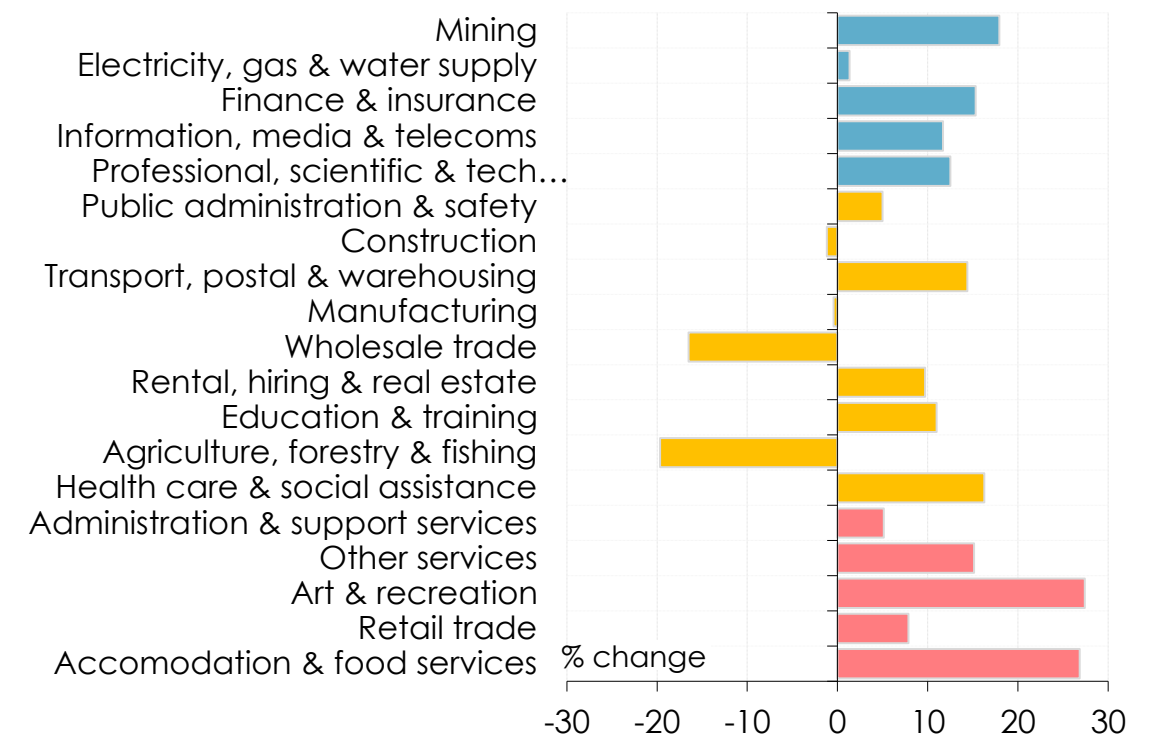 Mining
Electricity, gas & water supply
Finance & insurance
Information, media & telecoms
Professional, scientific & tech…
Public administration & safety
Construction
Transport, postal & warehousing
Manufacturing
Wholesale trade
Rental, hiring & real estate
Education & training
Agriculture, forestry & fishing
Health care & social assistance
Administration & support services
Other services
Art & recreation
Retail trade
Accomodation & food services
% change
-30 -20 -10 0 10 20 30